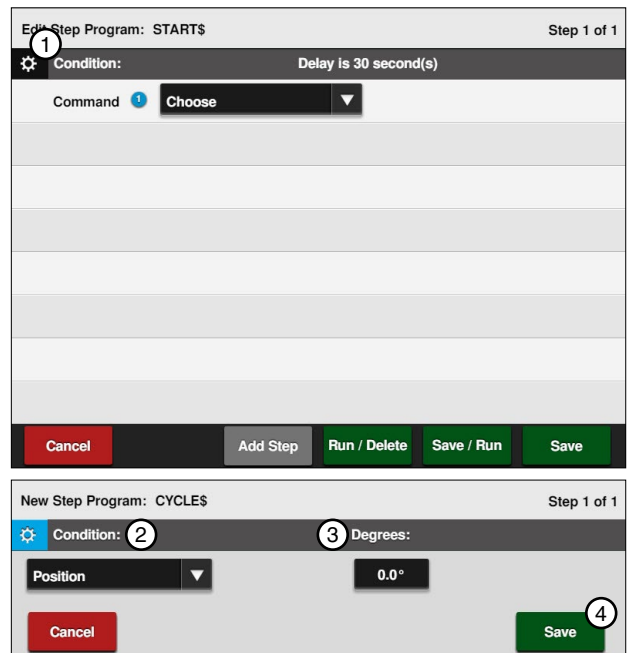 Edit Step Program: START$ Step 1 of 1
1
Condition: Delay is 30 second(s)
Command 1 Choose
Cancel Add Step Run / Delete Save / Run Save
New Step Program: CYCLE$ Step 1 of 1
Condition: 2 3 Degrees:
Position 0.0°
4
Cancel Save